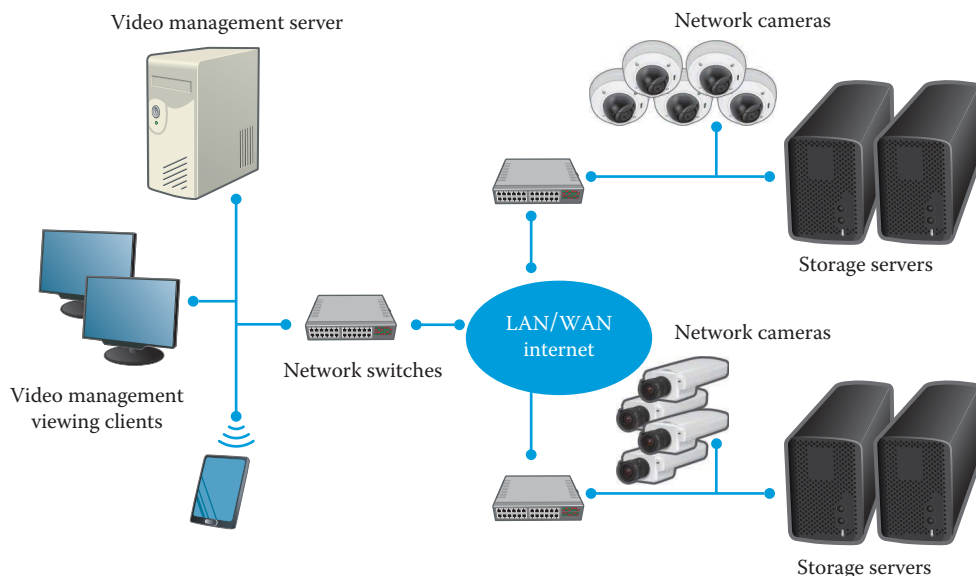 Video management server
Network cameras
Storage servers
LAN/WAN
internet
Network cameras
Network switches
Video management
viewing clients
Storage servers